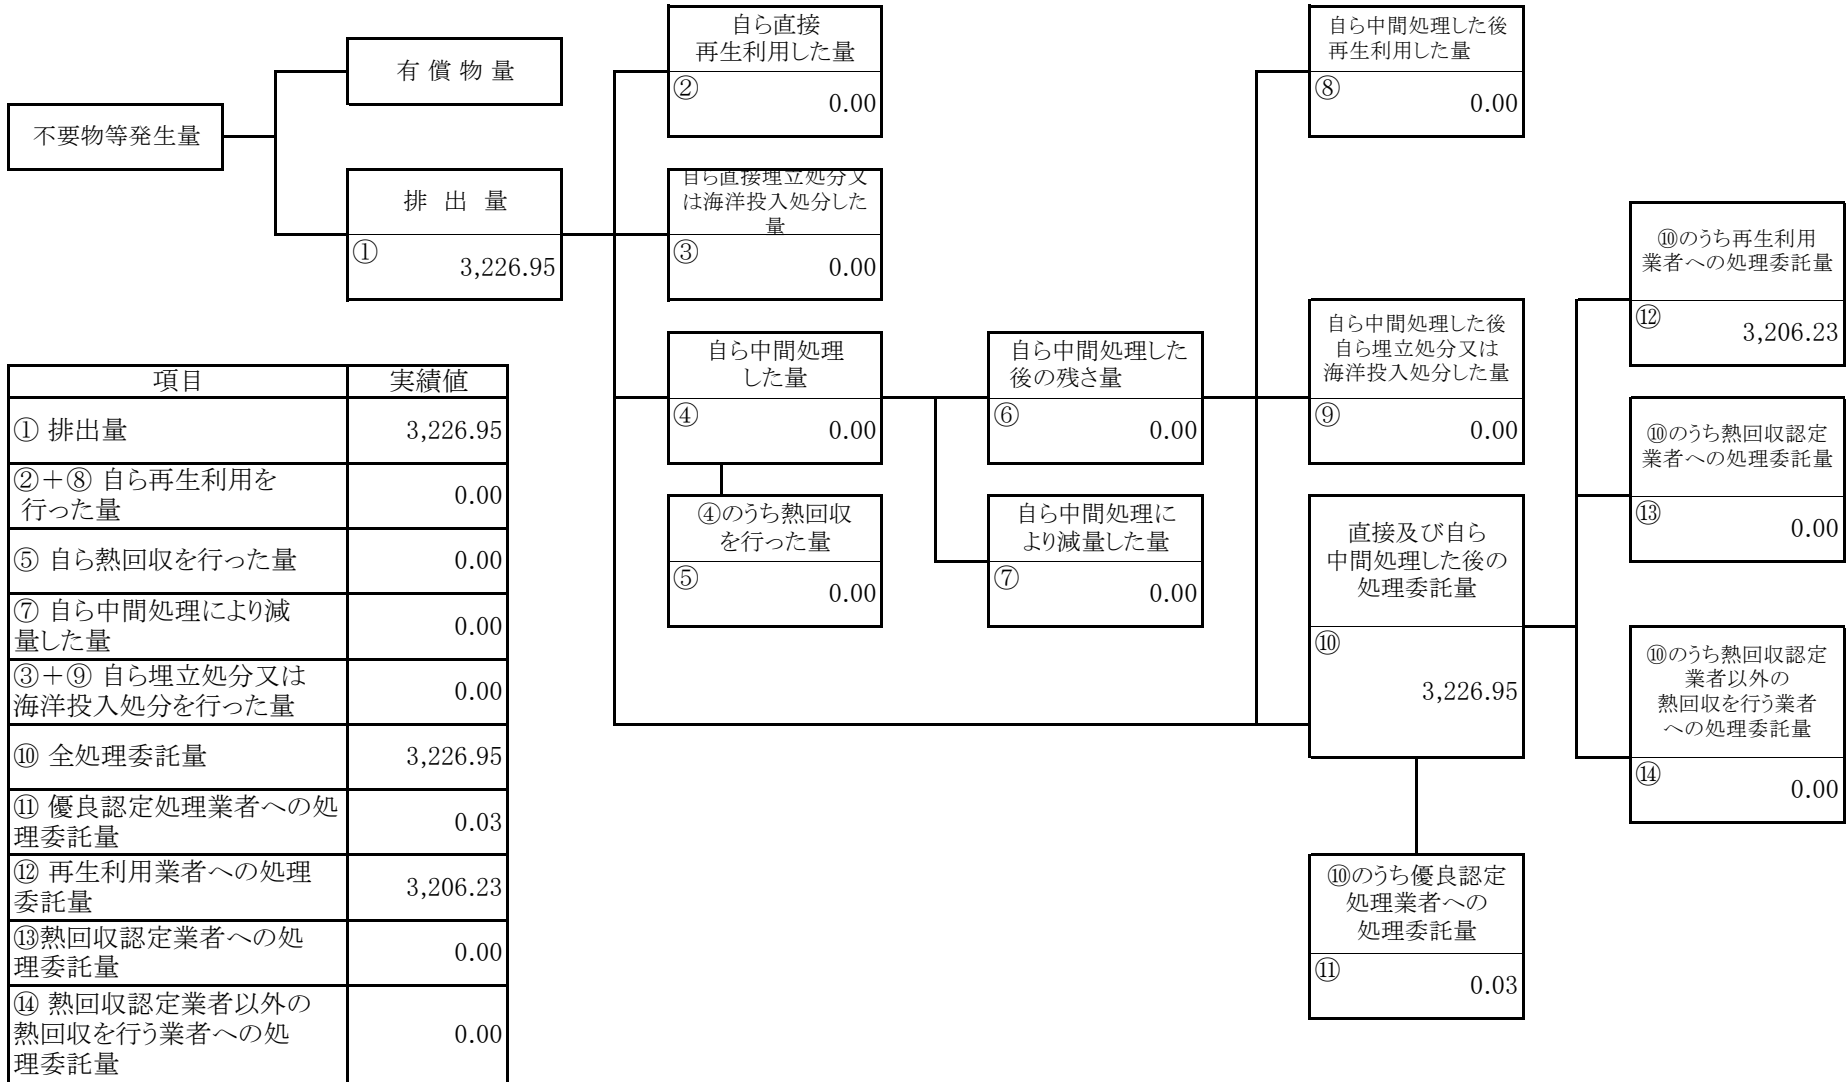 不要物等発生量
有 償 物 量
排 出 量
①
3,226.95
自ら直接
再生利用した量
②
0.00
自ら直接埋立処分又
は海洋投入処分した
量
③
0.00
自ら中間処理
した量
④
0.00
④のうち熱回収
を行った量
⑤
0.00
自ら中間処理した
後の残さ量
⑥
0.00
自ら中間処理に
より減量した量
⑦
0.00
自ら中間処理した後
再生利用した量
⑧
0.00
自ら中間処理した後
自ら埋立処分又は
海洋投入処分した量
⑨
0.00
直接及び自ら
中間処理した後の
処理委託量
⑩
3,226.95
⑩のうち優良認定
処理業者への
処理委託量
⑪
0.03
⑩のうち再生利用
業者への処理委託量
⑫
3,206.23
⑩のうち熱回収認定
業者への処理委託量
⑬
0.00
⑩のうち熱回収認定
業者以外の
熱回収を行う業者
への処理委託量
⑭
0.00
項目 実績値
① 排出量 3,226.95
②＋⑧ 自ら再生利用を
行った量 0.00
⑤ 自ら熱回収を行った量 0.00
⑦ 自ら中間処理により減
量した量 0.00
③＋⑨ 自ら埋立処分又は
海洋投入処分を行った量 0.00
⑩ 全処理委託量 3,226.95
⑪ 優良認定処理業者への処
理委託量 0.03
⑫ 再生利用業者への処理
委託量 3,206.23
⑬熱回収認定業者への処
理委託量 0.00
⑭ 熱回収認定業者以外の
熱回収を行う業者への処
理委託量 0.00